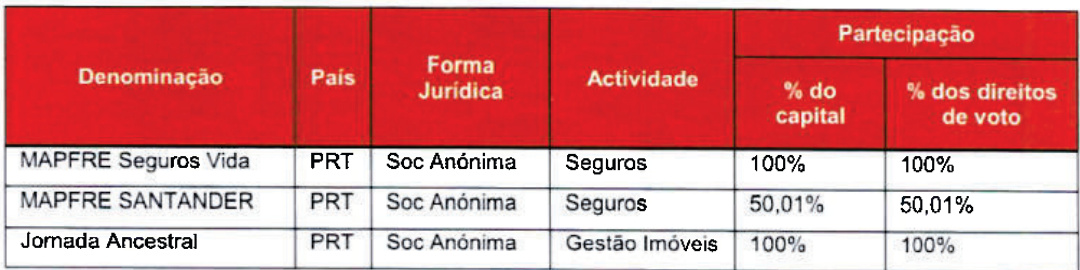 Partecipação
Denominação País Forma Jurídica Actividade % do capital % dos direitos de voto
MAPFRE Seguros Vida PRT Soc Anónima Seguros 100% 100%
MAPFRE SANTANDER PRT Soc Anónima Seguros 50,01% 50,01%
Jornada Ancestral PRT Soc Anónima Gestão Imóveis 100% 100%